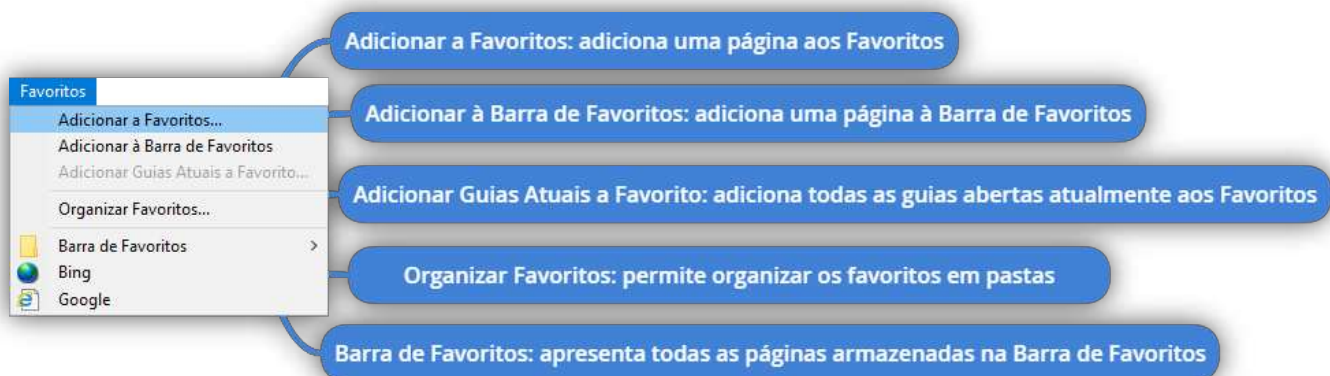 Adicionar a Favoritos: adiciona uma página aos Favoritos
Favoritos
Adicionar a Favoritos...
Adicionar à Barra de Favoritos
Adicionar Guias Atuais a Favorito...
Organizar Favoritos...
Barra de Favoritos
Bing
Google
Adicionar à Barra de Favoritos: adiciona uma página à Barra de Favoritos
Adicionar Guias Atuais a Favorito: adiciona todas as guias abertas atualmente aos Favoritos
Organizar Favoritos: permite organizar os favoritos em pastas
Barra de Favoritos: apresenta todas as páginas armazenadas na Barra de Favoritos